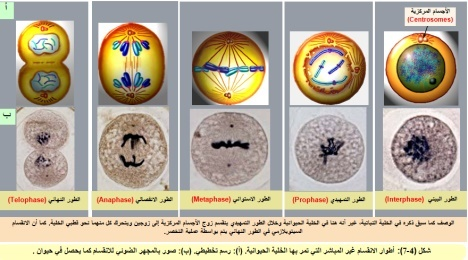 أ
الأجسام المركزية
(Centrosomes)
ب
الطور البيني (Interphase)
الطور التمهيدي (Prophase)
الطور الاستوائي (Metaphase)
الطور الانفصالي (Anaphase)
الطور النهائي (Telophase)
الوصف كما سبق ذكره في الخلية النباتية، غير أنه هنا في الخلية الحيوانية وخلال الطور التمهيدي ينقسم زوج الأجسام المركزية إلى زوجين ويتحرك كل منهما نحو قطبي الخلية. كما أن الانقسام
السيتوبلازمي في الطور النهائي يتم بواسطة عملية التخصر.
شكل (4-7): أطوار الانقسام غير المباشر التي تمر بها الخلية الحيوانية. (أ): رسم تخطيطي. (ب): صور بالمجهر الضوئي للانقسام كما يحصل في حيوان .